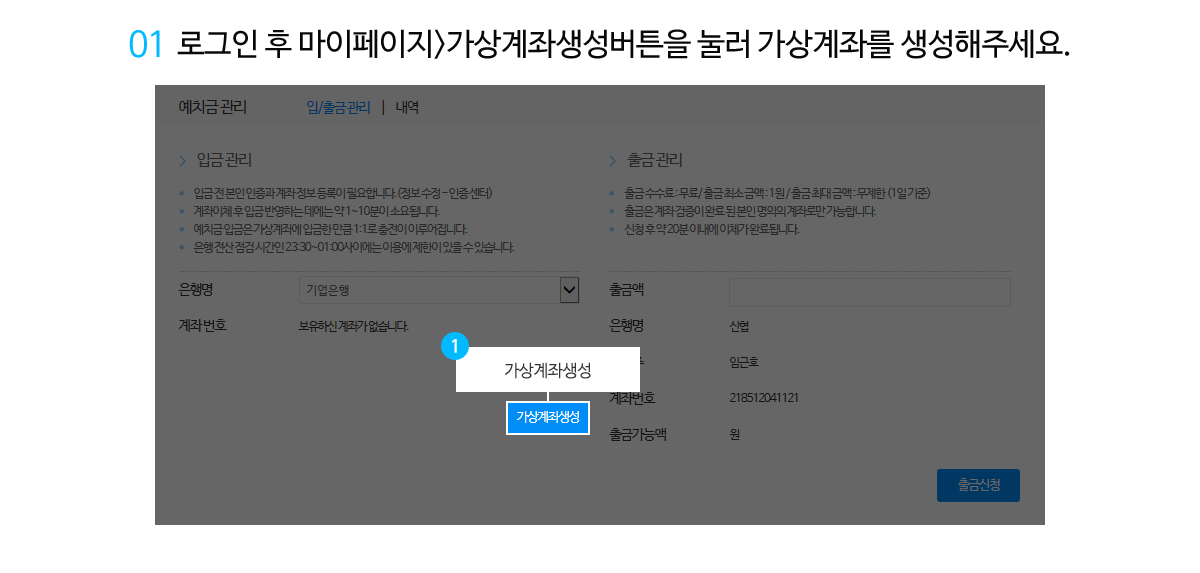 01 로그인 후 마이페이지>가상계좌생성버튼을 눌러 가상계좌를 생성해주세요.
예치금 관리 입/출금 관리 | 내역
입금 관리
입금 전 본인 인증과 계좌 정보 등록이 필요합니다. (정보 수정 - 인증 센터)
계좌이체 후 입금 반영하는 데에는 약 1~10분이 소요됩니다.
예치금 입금은 가상계좌에 입금한 만큼 1:1로 충전이 이루어집니다.
은행 전산 점검 시간인 23:30~01:00사이에는 이용에 제한이 있을 수 있습니다.
은행명 기업은행
계좌 번호 보유하신 계좌가 없습니다.
1
가상계좌생성
가상계좌생성
출금 관리
출금 수수료 : 무료 / 출금 최소 금액 : 1원 / 출금 최대 금액 : 무제한 (1일 기준)
출금은 계좌 검증이 완료 된 본인 명의의 계좌로만 가능합니다.
신청 후 약 20분 이내에 이체가 완료됩니다.
출금액
은행명 신협
임근호
계좌번호 218512041121
출금가능액 원
출금신청